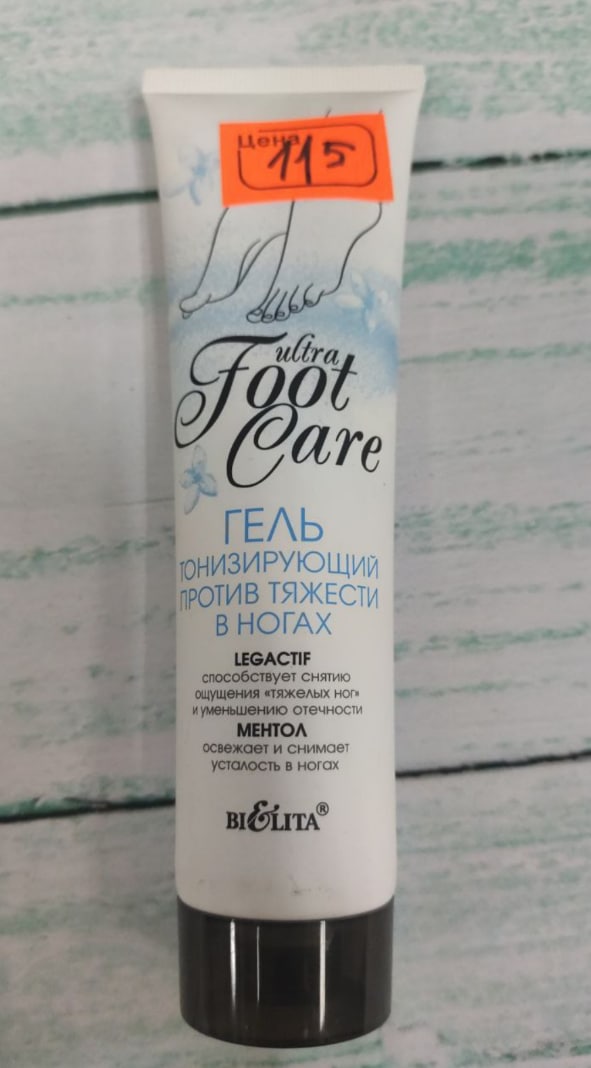 Цена
115
ultra
Foot
Care
ГЕЛЬ
ТОНИЗИРУЮЩИЙ
ПРОТИВ ТЯЖЕСТИ
В НОГАХ
LEGACTIF
способствует снятию
ощущения «тяжелых ног»
и уменьшению отечности
МЕНТОЛ
освежает и снимает
усталость в ногах
BIELITA®